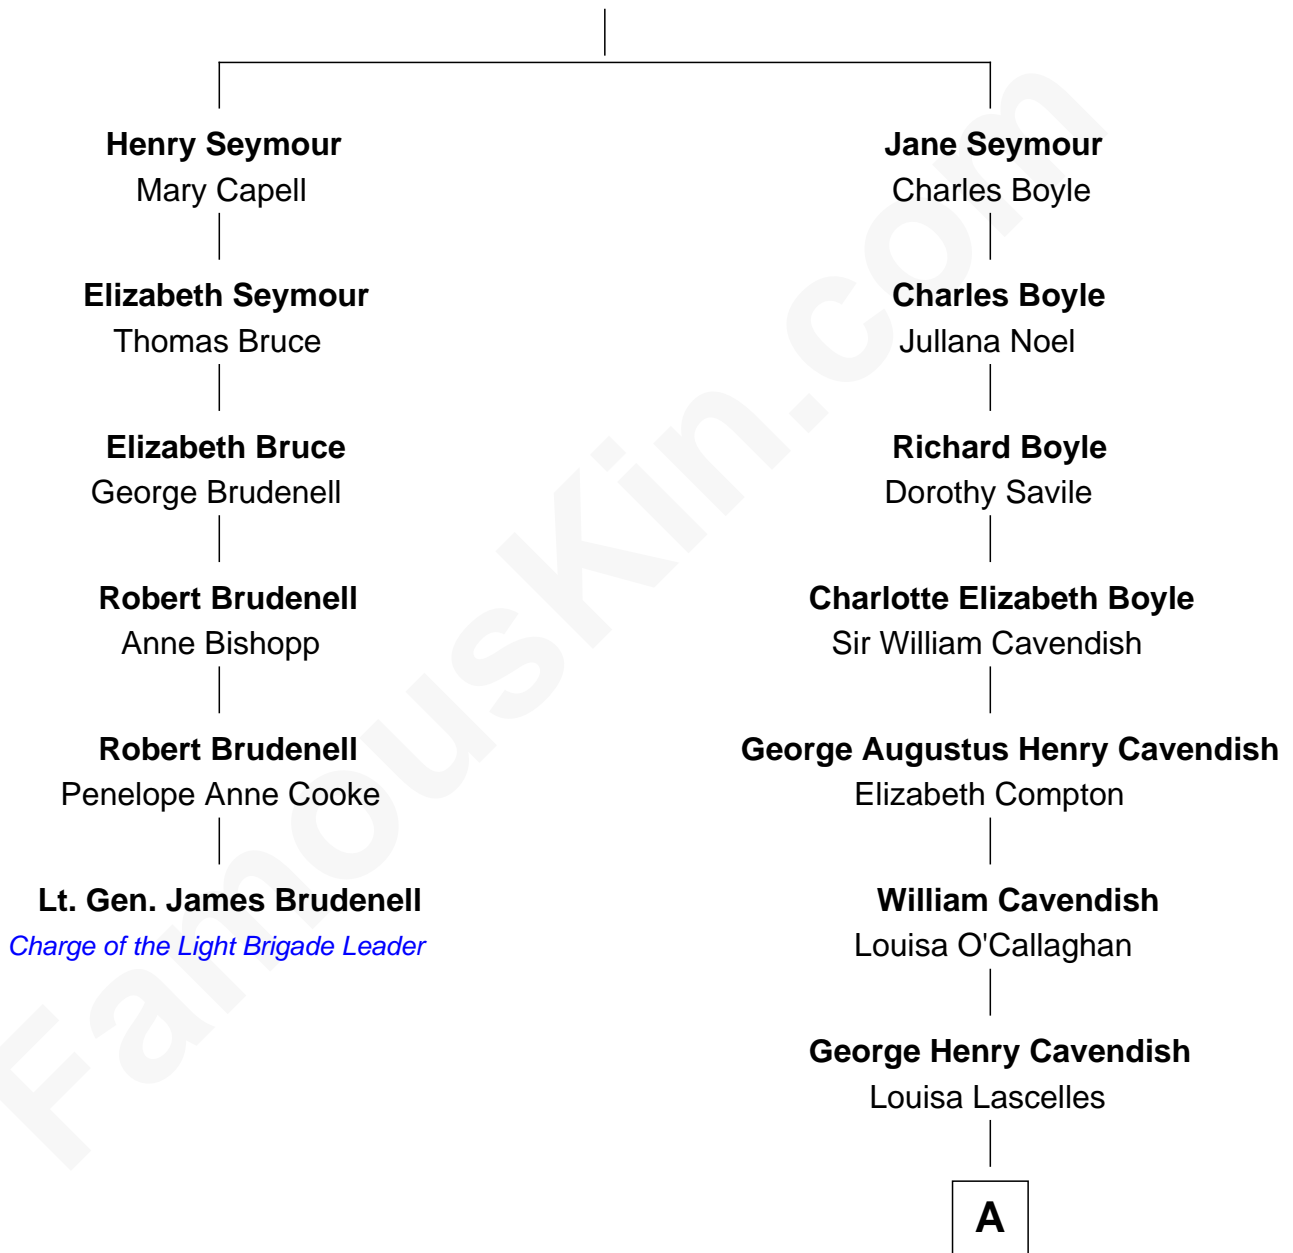 Henry Seymour
Mary Capell
Elizabeth Seymour
Thomas Bruce
Elizabeth Bruce
George Brudenell
Robert Brudenell
Anne Bishopp
Robert Brudenell
Penelope Anne Cooke
Lt. Gen. James Brudenell
Charge of the Light Brigade Leader
Jane Seymour
Charles Boyle
Charles Boyle
Jullana Noel
Richard Boyle
Dorothy Savile
Charlotte Elizabeth Boyle
Sir William Cavendish
George Augustus Henry Cavendish
Elizabeth Compton
William Cavendish
Louisa O'Callaghan
George Henry Cavendish
Louisa Lascelles
A
FamousKin.com